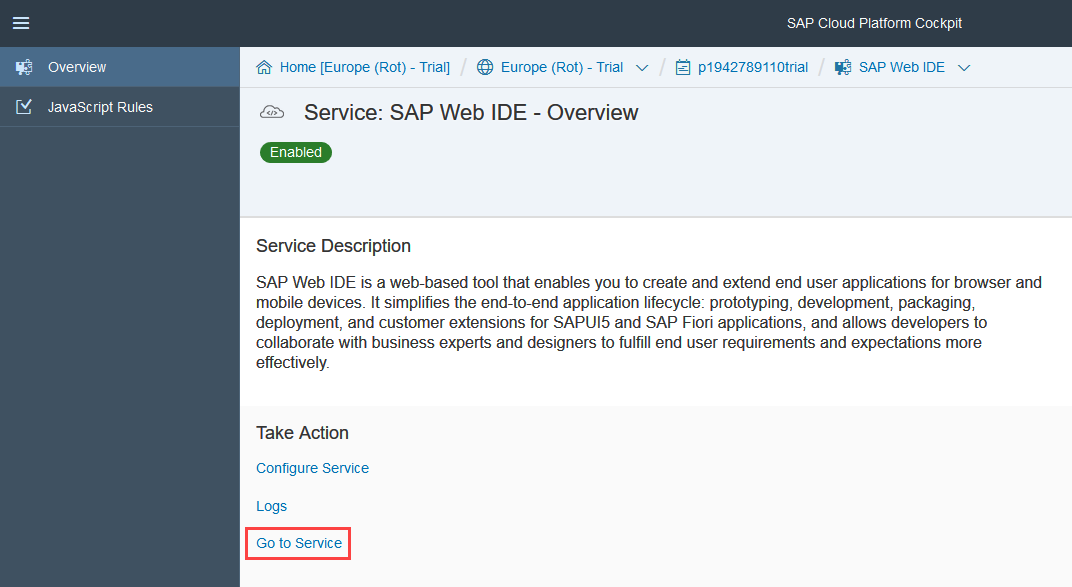 SAP Cloud Platform Cockpit
Overview
JavaScript Rules
Home [Europe (Rot) - Trial] / Europe (Rot) - Trial / p1942789110trial / SAP Web IDE
Service: SAP Web IDE - Overview
Enabled
Service Description
SAP Web IDE is a web-based tool that enables you to create and extend end user applications for browser and
mobile devices. It simplifies the end-to-end application lifecycle: prototyping, development, packaging,
deployment, and customer extensions for SAPUI5 and SAP Fiori applications, and allows developers to
collaborate with business experts and designers to fulfill end user requirements and expectations more
effectively.
Take Action
Configure Service
Logs
Go to Service